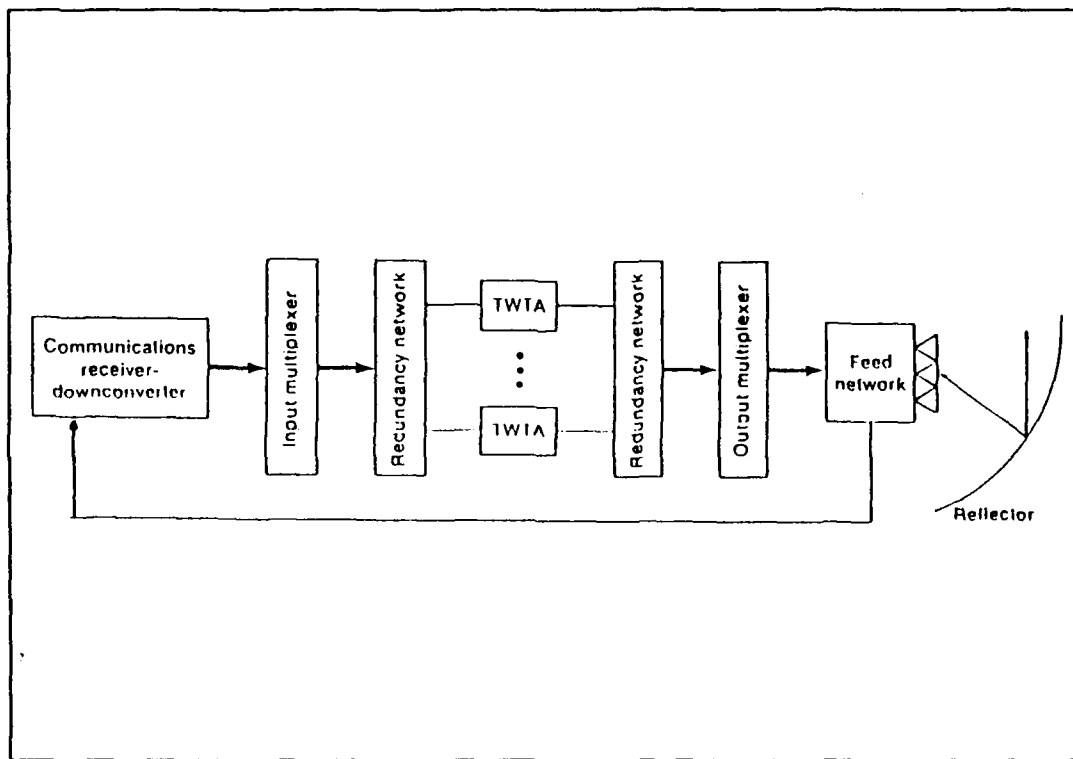 Communications
receiver-
downconverter
Input multiplexer
Redundancy network
TWTA
TWTA
Redundancy network
Output multiplexer
Feed
network
Reflector